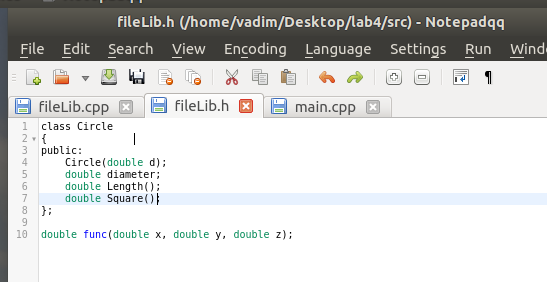 fileLib.h (/home/vadim/Desktop/lab4/src) - Notepadqq
File Edit Search View Encoding Language Settings Run Window
fileLib.cpp fileLib.h main.cpp
1 class Circle
2 {
3 public:
4 Circle(double d);
5 double diameter;
6 double Length();
7 double Square();
8 };
9
10 double func(double x, double y, double z);